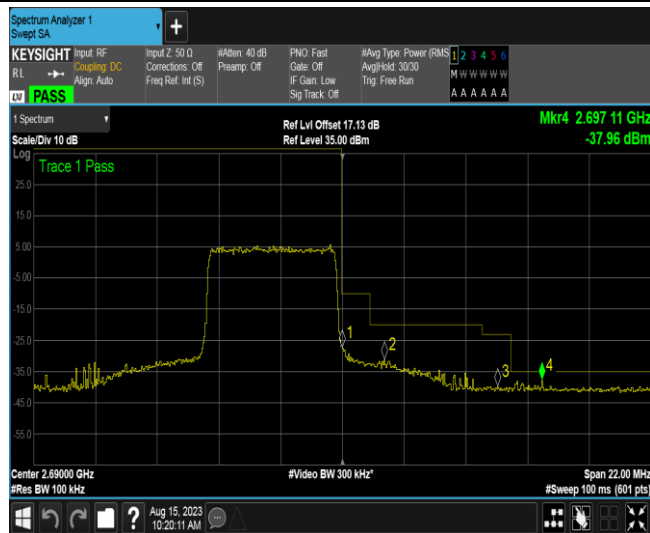 Spectrum Analyzer 1
Swept SA
+
KEYSIGHT
RL
LXI
PASS
Input: RF
Coupling: DC
Align: Auto
Input Z: 50 Ω
Corrections: Off
Freq Ref: Int (S)
#Atten: 40 dB
Preamp: Off
PNO: Fast
Gate: Off
IF Gain: Low
Sig Track: Off
#Avg Type: Power (RMS
Avg|Hold: 30/30
Trig: Free Run
1 2 3 4 5 6
M W W W W W
A A A A A A
1 Spectrum
Scale/Div 10 dB
Ref Lvl Offset 17.13 dB
Ref Level 35.00 dBm
Mkr4 2.697 11 GHz
-37.96 dBm
Log
Trace 1 Pass
25.0
15.0
5.00
-5.00
-15.0
-25.0
-35.0
-45.0
-55.0
1
2
3
4
Center 2.69000 GHz
#Video BW 300 kHz*
Span 22.00 MHz
#Res BW 100 kHz
#Sweep 100 ms (601 pts)
?
Aug 15, 2023
10:20:11 AM